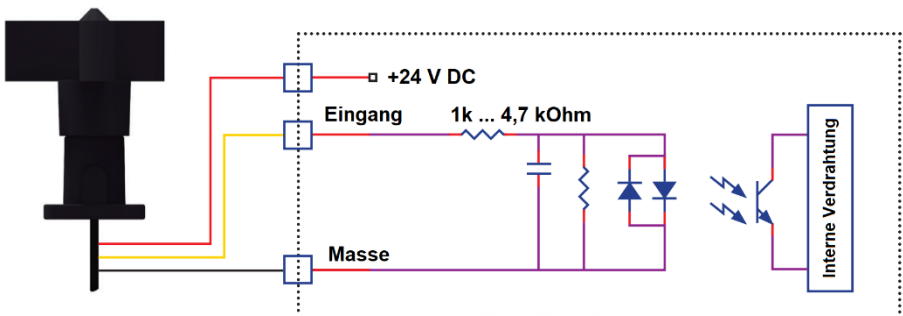 +24 V DC
Eingang
1k ... 4,7 kOhm
Masse
Interne Verdrahtung